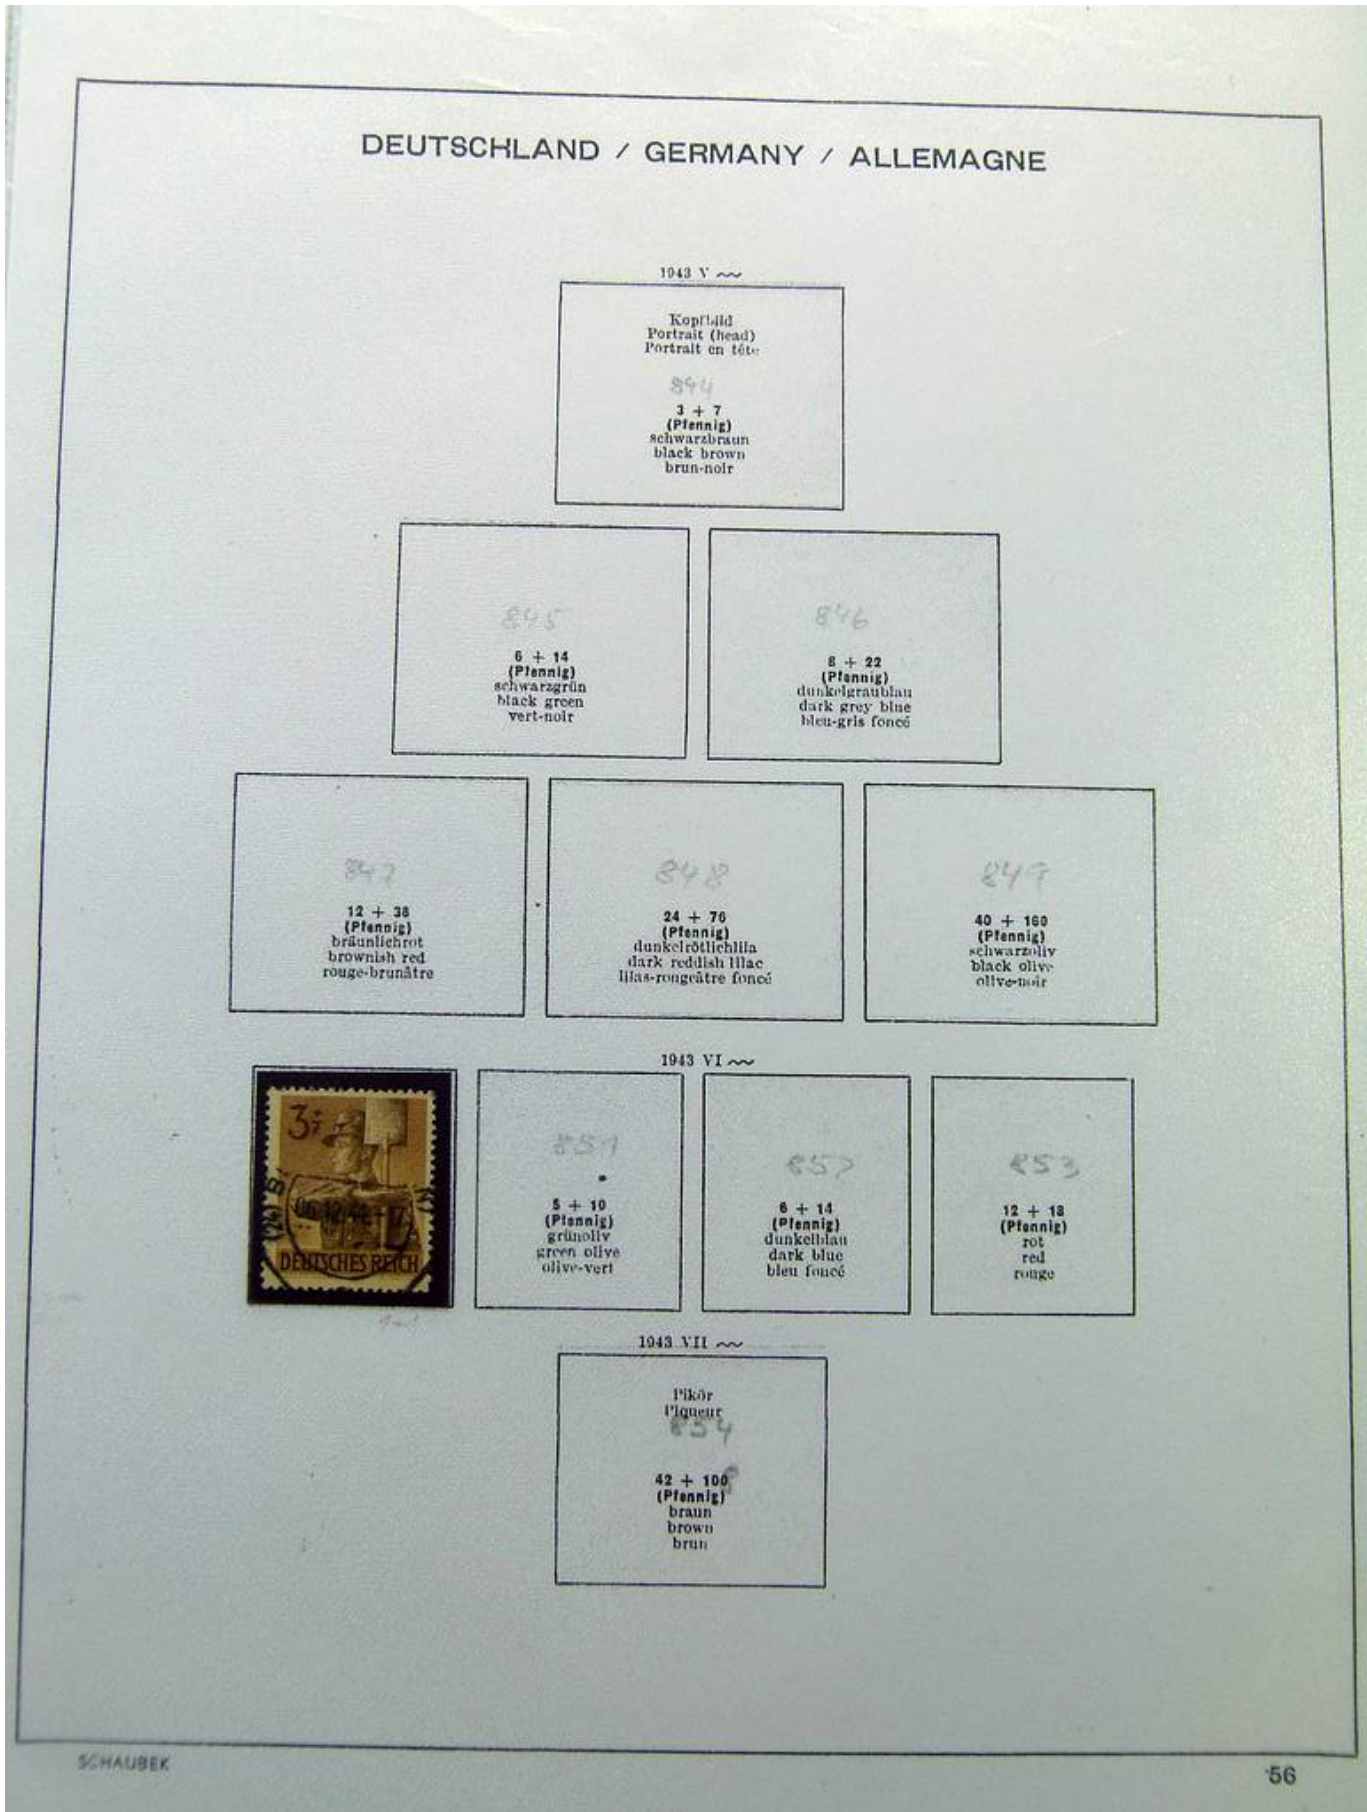 DEUTSCHLAND / GERMANY / ALLEMAGNE
1943 V
Kopfbild
Portrait (head)
Portrait en tête
844
3 + 7
(Pfennig)
schwarzbraun
black brown
brun-noir
845
6 + 14
(Pfennig)
schwarzgrün
black green
vert-noir
846
8 + 22
(Pfennig)
dunkelgraublau
dark grey blue
bleu-gris foncé
847
12 + 38
(Pfennig)
bräunlichrot
brownish red
rouge-brunâtre
848
24 + 76
(Pfennig)
dunkelrötlichlila
dark reddish lilac
lilas-rougeâtre foncé
849
40 + 160
(Pfennig)
schwarzoliv
black olive
olive-noir
1943 VI
3+7
(24) B
DEUTSCHES REICH
851
5 + 10
(Pfennig)
grünoliv
green olive
olive-vert
852
6 + 14
(Pfennig)
dunkelblau
dark blue
bleu foncé
853
12 + 18
(Pfennig)
rot
red
rouge
1943 VII
Pikör
Piqueur
854
42 + 100
(Pfennig)
braun
brown
brun
SCHAUBEK
56